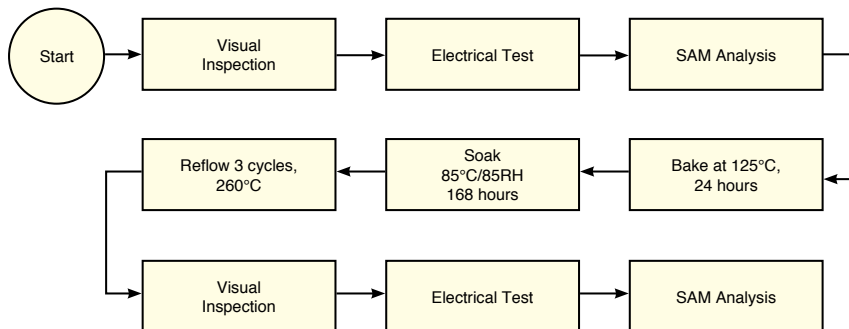 Start
Visual
Inspection
Electrical Test
SAM Analysis
Bake at 125°C,
24 hours
Soak
85°C/85RH
168 hours
Reflow 3 cycles,
260°C
Visual
Inspection
Electrical Test
SAM Analysis